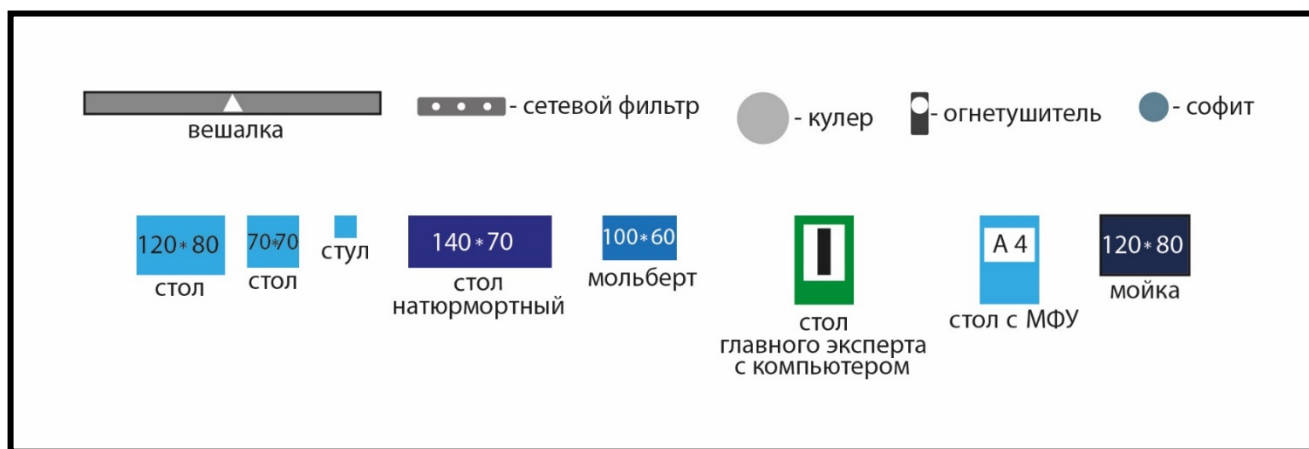 вешалка
- сетевой фильтр
- кулер
- огнетушитель
- софит
120*80
стол
70*70
стол
стул
140*70
стол
натюрмортный
100*60
мольберт
стол
главного эксперта
с компьютером
А 4
стол с МФУ
120*80
мойка